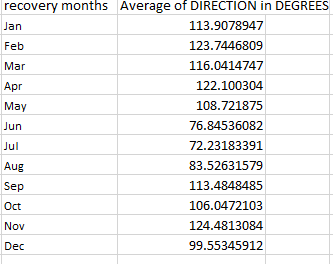 recovery months Average of DIRECTION in DEGREES
Jan 113.9078947
Feb 123.7446809
Mar 116.0414747
Apr 122.100304
May 108.721875
Jun 76.84536082
Jul 72.23183391
Aug 83.52631579
Sep 113.4848485
Oct 106.0472103
Nov 124.4813084
Dec 99.55345912